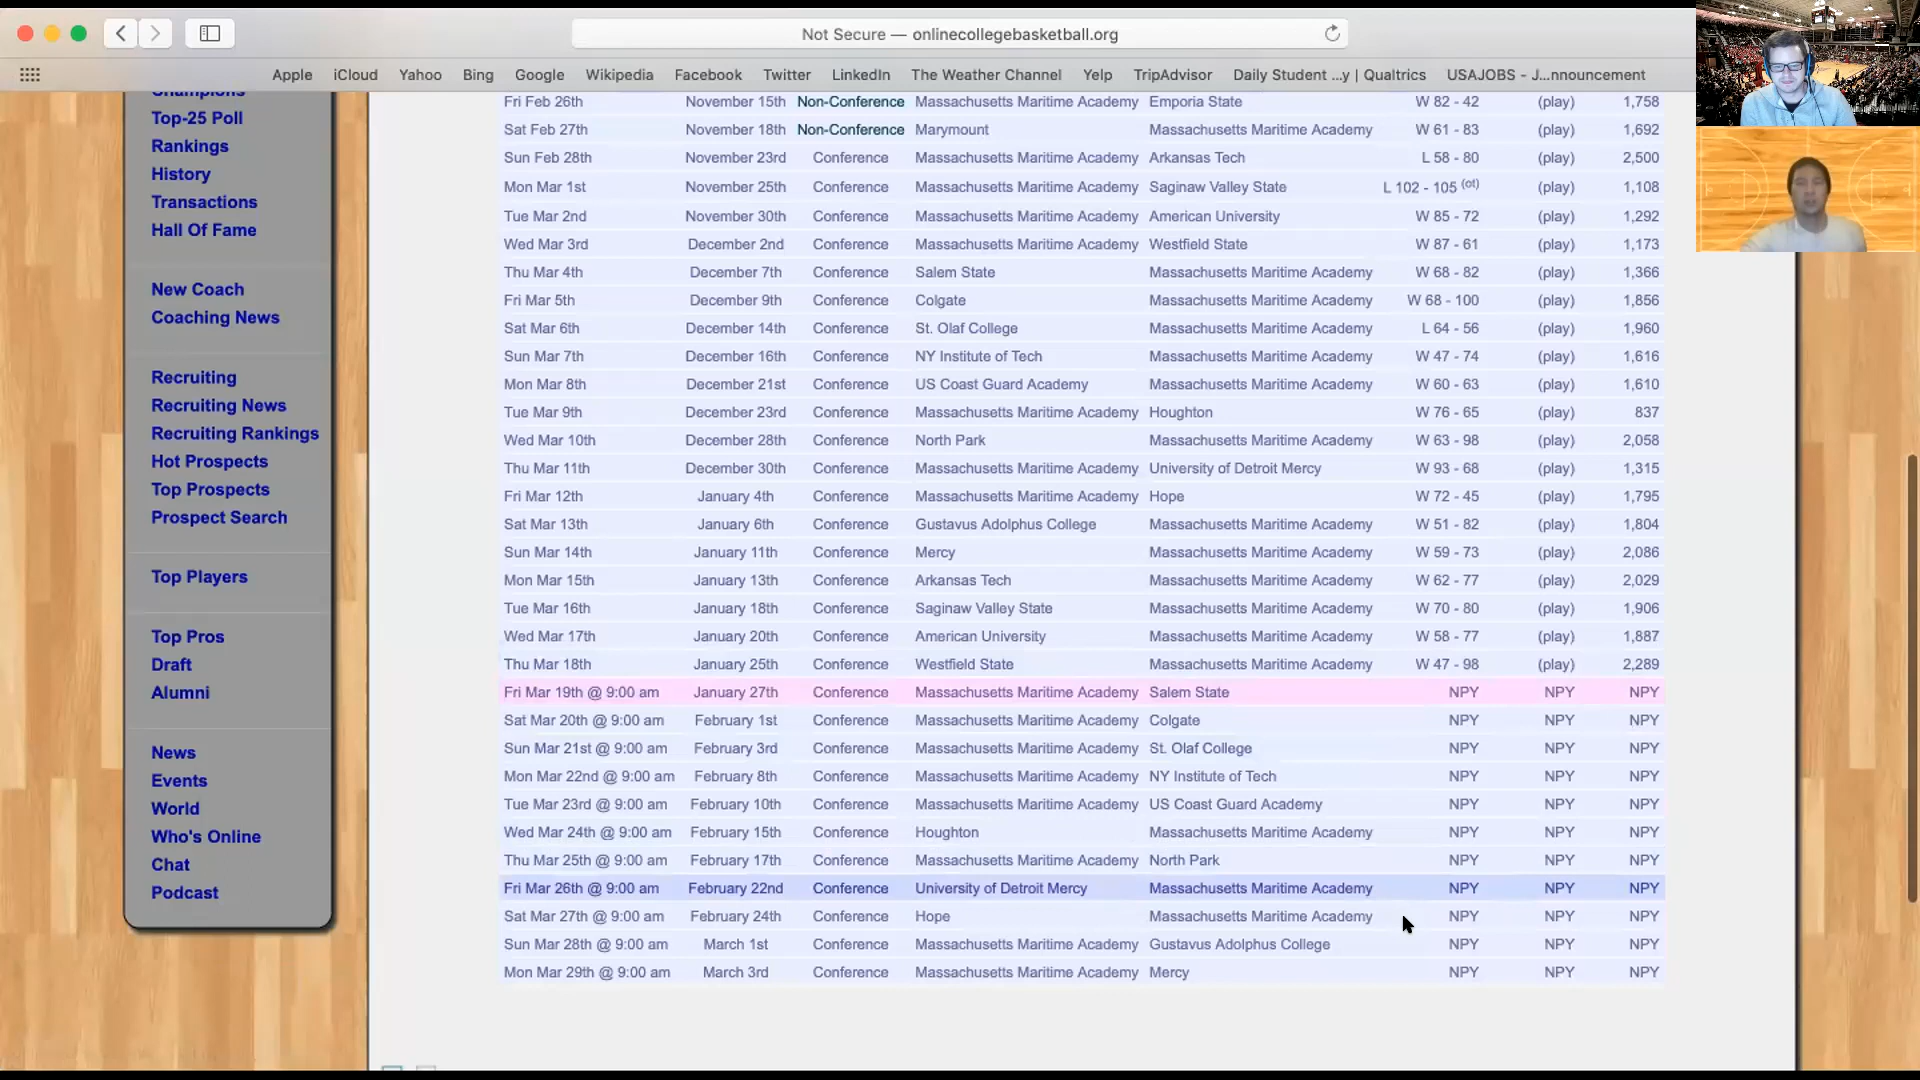 Not Secure — onlinecollegebasketball.org
Apple iCloud Yahoo Bing Google Wikipedia Facebook Twitter LinkedIn The Weather Channel Yelp TripAdvisor Daily Student ...y | Qualtrics USAJOBS - J...nnouncement
Champions
Top-25 Poll
Rankings
History
Transactions
Hall Of Fame
New Coach
Coaching News
Recruiting
Recruiting News
Recruiting Rankings
Hot Prospects
Top Prospects
Prospect Search
Top Players
Top Pros
Draft
Alumni
News
Events
World
Who's Online
Chat
Podcast
Fri Feb 26th November 15th Non-Conference Massachusetts Maritime Academy Emporia State W 82 - 42 (play) 1,758
Sat Feb 27th November 18th Non-Conference Marymount Massachusetts Maritime Academy W 61 - 83 (play) 1,692
Sun Feb 28th November 23rd Conference Massachusetts Maritime Academy Arkansas Tech L 58 - 80 (play) 2,500
Mon Mar 1st November 25th Conference Massachusetts Maritime Academy Saginaw Valley State L 102 - 105 (ot) (play) 1,108
Tue Mar 2nd November 30th Conference Massachusetts Maritime Academy American University W 85 - 72 (play) 1,292
Wed Mar 3rd December 2nd Conference Massachusetts Maritime Academy Westfield State W 87 - 61 (play) 1,173
Thu Mar 4th December 7th Conference Salem State Massachusetts Maritime Academy W 68 - 82 (play) 1,366
Fri Mar 5th December 9th Conference Colgate Massachusetts Maritime Academy W 68 - 100 (play) 1,856
Sat Mar 6th December 14th Conference St. Olaf College Massachusetts Maritime Academy L 64 - 56 (play) 1,960
Sun Mar 7th December 16th Conference NY Institute of Tech Massachusetts Maritime Academy W 47 - 74 (play) 1,616
Mon Mar 8th December 21st Conference US Coast Guard Academy Massachusetts Maritime Academy W 60 - 63 (play) 1,610
Tue Mar 9th December 23rd Conference Massachusetts Maritime Academy Houghton W 76 - 65 (play) 837
Wed Mar 10th December 28th Conference North Park Massachusetts Maritime Academy W 63 - 98 (play) 2,058
Thu Mar 11th December 30th Conference Massachusetts Maritime Academy University of Detroit Mercy W 93 - 68 (play) 1,315
Fri Mar 12th January 4th Conference Massachusetts Maritime Academy Hope W 72 - 45 (play) 1,795
Sat Mar 13th January 6th Conference Gustavus Adolphus College Massachusetts Maritime Academy W 51 - 82 (play) 1,804
Sun Mar 14th January 11th Conference Mercy Massachusetts Maritime Academy W 59 - 73 (play) 2,086
Mon Mar 15th January 13th Conference Arkansas Tech Massachusetts Maritime Academy W 62 - 77 (play) 2,029
Tue Mar 16th January 18th Conference Saginaw Valley State Massachusetts Maritime Academy W 70 - 80 (play) 1,906
Wed Mar 17th January 20th Conference American University Massachusetts Maritime Academy W 58 - 77 (play) 1,887
Thu Mar 18th January 25th Conference Westfield State Massachusetts Maritime Academy W 47 - 98 (play) 2,289
Fri Mar 19th @ 9:00 am January 27th Conference Massachusetts Maritime Academy Salem State NPY NPY NPY
Sat Mar 20th @ 9:00 am February 1st Conference Massachusetts Maritime Academy Colgate NPY NPY NPY
Sun Mar 21st @ 9:00 am February 3rd Conference Massachusetts Maritime Academy St. Olaf College NPY NPY NPY
Mon Mar 22nd @ 9:00 am February 8th Conference Massachusetts Maritime Academy NY Institute of Tech NPY NPY NPY
Tue Mar 23rd @ 9:00 am February 10th Conference Massachusetts Maritime Academy US Coast Guard Academy NPY NPY NPY
Wed Mar 24th @ 9:00 am February 15th Conference Houghton Massachusetts Maritime Academy NPY NPY NPY
Thu Mar 25th @ 9:00 am February 17th Conference Massachusetts Maritime Academy North Park NPY NPY NPY
Fri Mar 26th @ 9:00 am February 22nd Conference University of Detroit Mercy Massachusetts Maritime Academy NPY NPY NPY
Sat Mar 27th @ 9:00 am February 24th Conference Hope Massachusetts Maritime Academy NPY NPY NPY
Sun Mar 28th @ 9:00 am March 1st Conference Massachusetts Maritime Academy Gustavus Adolphus College NPY NPY NPY
Mon Mar 29th @ 9:00 am March 3rd Conference Massachusetts Maritime Academy Mercy NPY NPY NPY